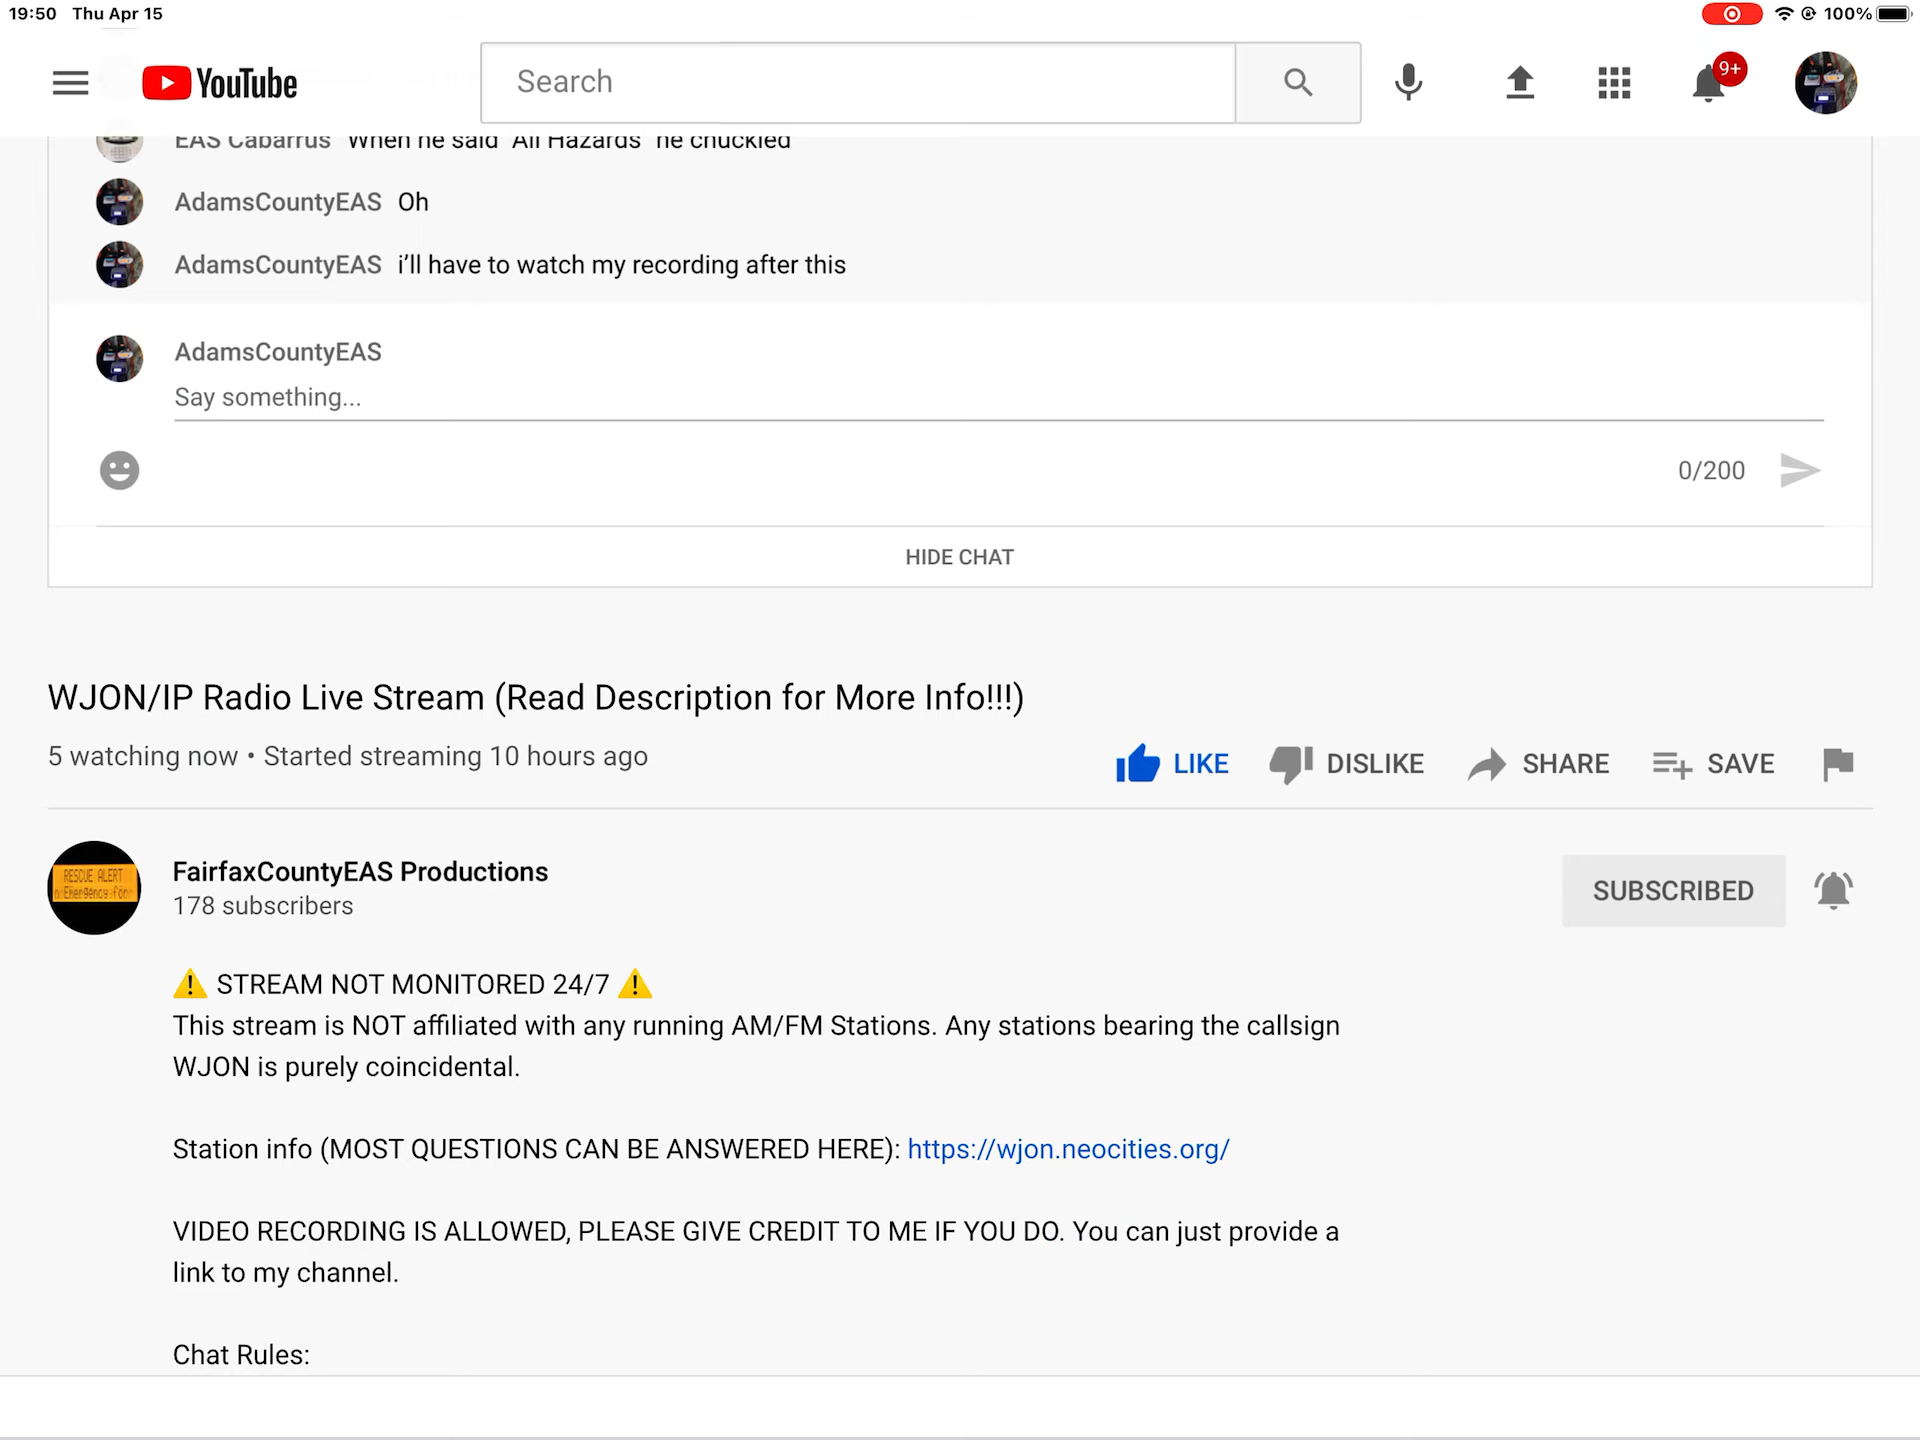 19:50 Thu Apr 15
100%
YouTube
Search
9+
EAS Cabarrus When he said "All Hazards" he chuckled
AdamsCountyEAS Oh
AdamsCountyEAS i’ll have to watch my recording after this
AdamsCountyEAS
Say something...
0/200
HIDE CHAT
WJON/IP Radio Live Stream (Read Description for More Info!!!)
5 watching now • Started streaming 10 hours ago
LIKE DISLIKE SHARE SAVE
RESCUE ALERT
FairfaxCountyEAS Productions
178 subscribers
SUBSCRIBED
⚠ STREAM NOT MONITORED 24/7 ⚠
This stream is NOT affiliated with any running AM/FM Stations. Any stations bearing the callsign
WJON is purely coincidental.
Station info (MOST QUESTIONS CAN BE ANSWERED HERE): https://wjon.neocities.org/
VIDEO RECORDING IS ALLOWED, PLEASE GIVE CREDIT TO ME IF YOU DO. You can just provide a
link to my channel.
Chat Rules: